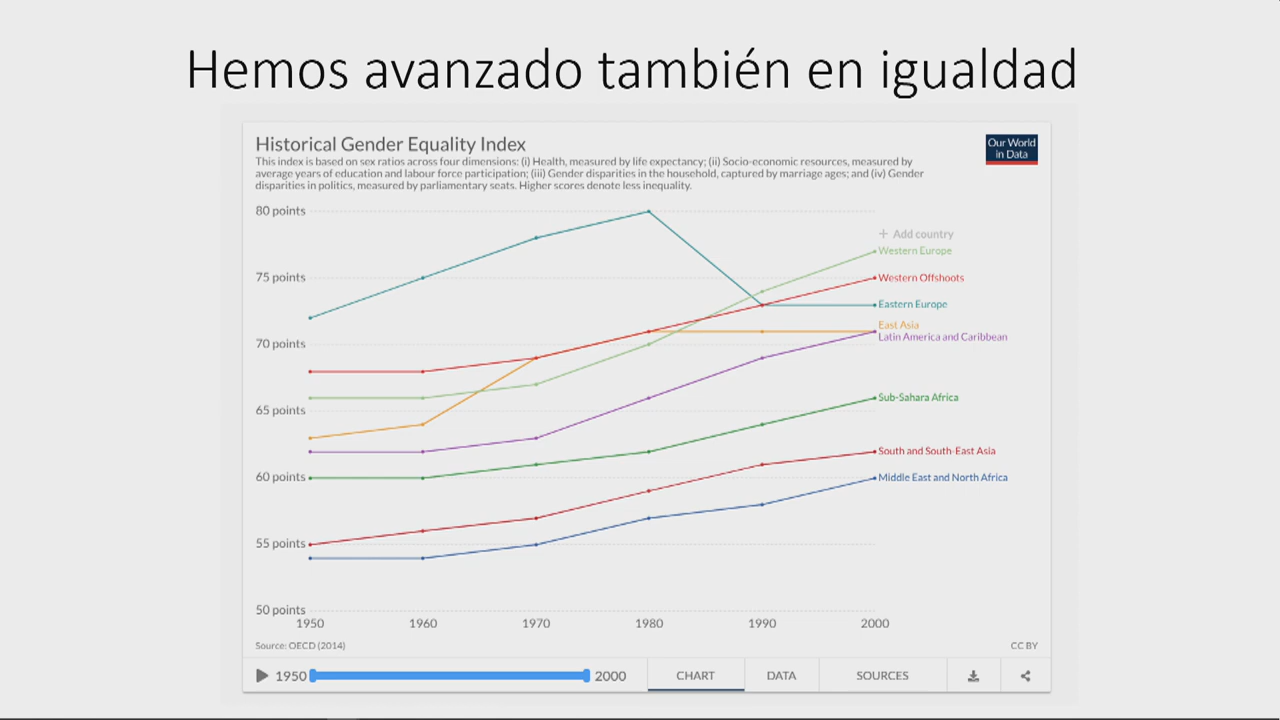 Hemos avanzado también en igualdad
Historical Gender Equality Index
Our World
in Data
This index is based on sex ratios across four dimensions: (i) Health, measured by life expectancy; (ii) Socio-economic resources, measured by
average years of education and labour force participation; (iii) Gender disparities in the household, captured by marriage ages; and (iv) Gender
disparities in politics, measured by parliamentary seats. Higher scores denote less inequality.
80 points
+ Add country
Western Europe
75 points
Western Offshoots
Eastern Europe
East Asia
Latin America and Caribbean
70 points
Sub-Sahara Africa
65 points
South and South-East Asia
60 points
Middle East and North Africa
55 points
50 points
1950 1960 1970 1980 1990 2000
Source: OECD (2014)
CC BY
1950 2000 CHART DATA SOURCES